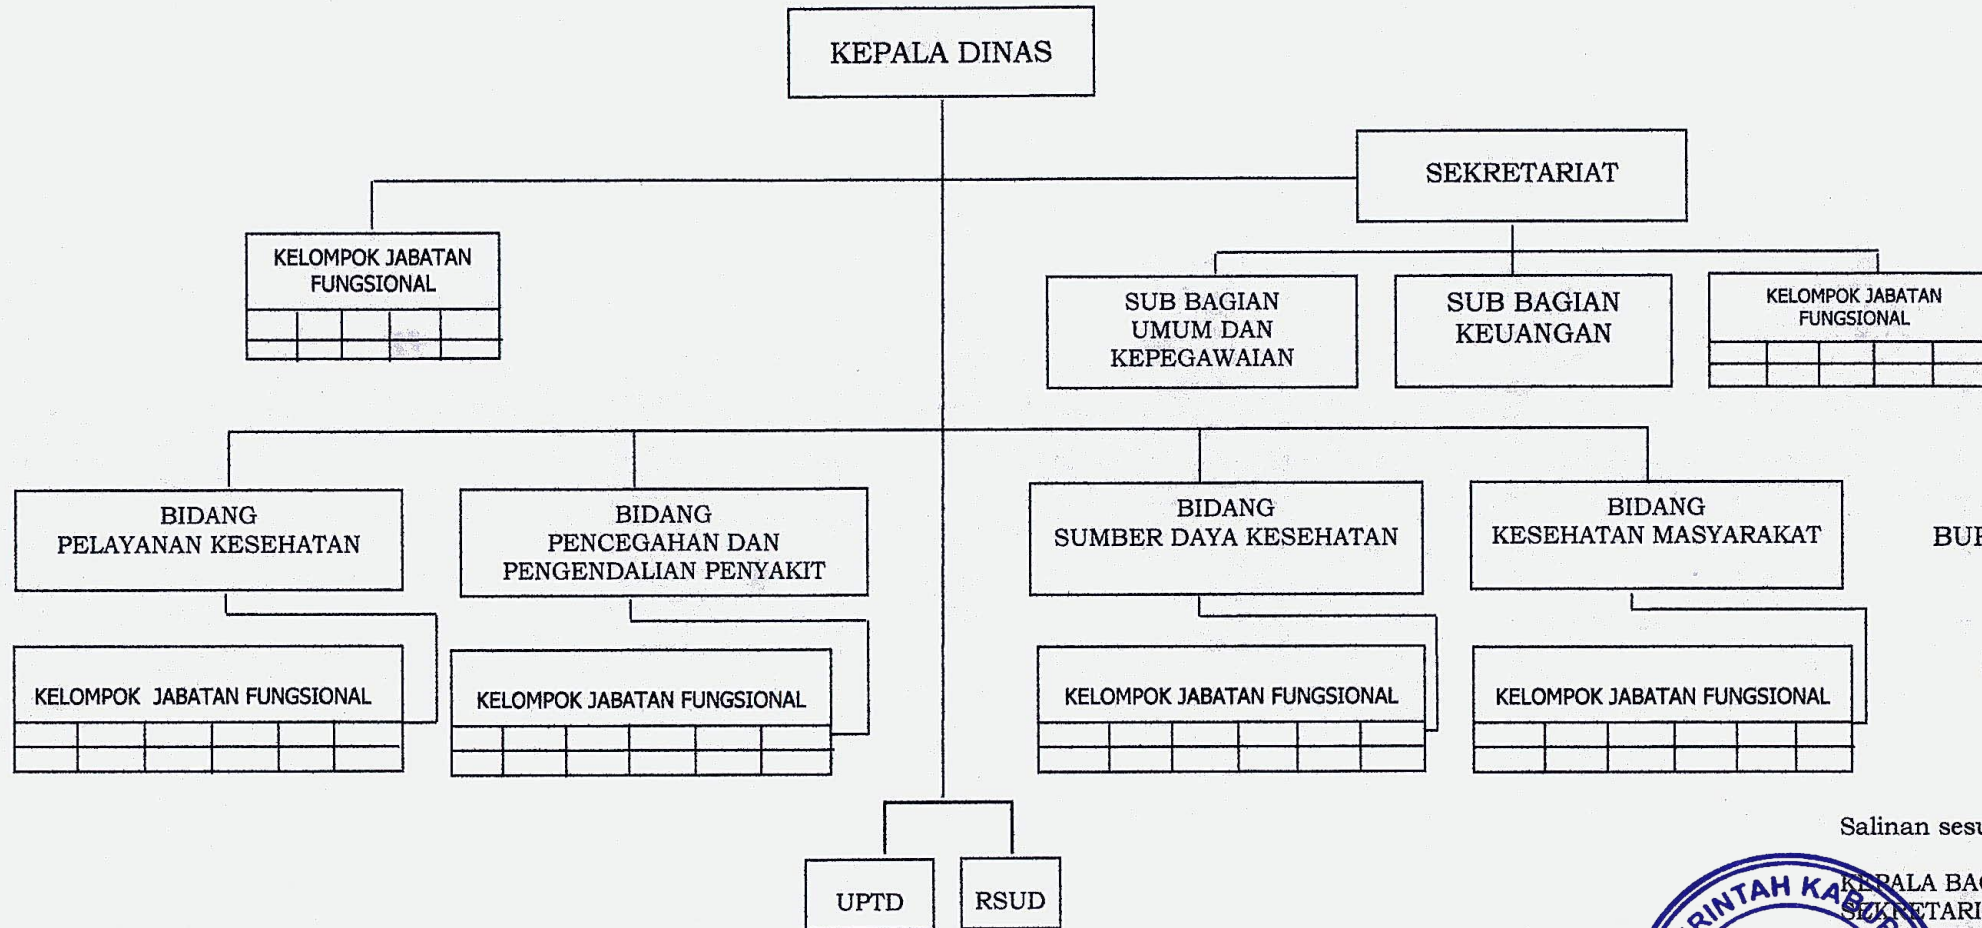 KEPALA DINAS
SEKRETARIAT
KELOMPOK JABATAN
FUNGSIONAL
SUB BAGIAN
UMUM DAN
KEPEGAWAIAN
SUB BAGIAN
KEUANGAN
KELOMPOK JABATAN
FUNGSIONAL
BIDANG
PELAYANAN KESEHATAN
BIDANG
PENCEGAHAN DAN
PENGENDALIAN PENYAKIT
BIDANG
SUMBER DAYA KESEHATAN
BIDANG
KESEHATAN MASYARAKAT
KELOMPOK JABATAN FUNGSIONAL
KELOMPOK JABATAN FUNGSIONAL
KELOMPOK JABATAN FUNGSIONAL
KELOMPOK JABATAN FUNGSIONAL
UPTD
RSUD
Salinan
KEPALA